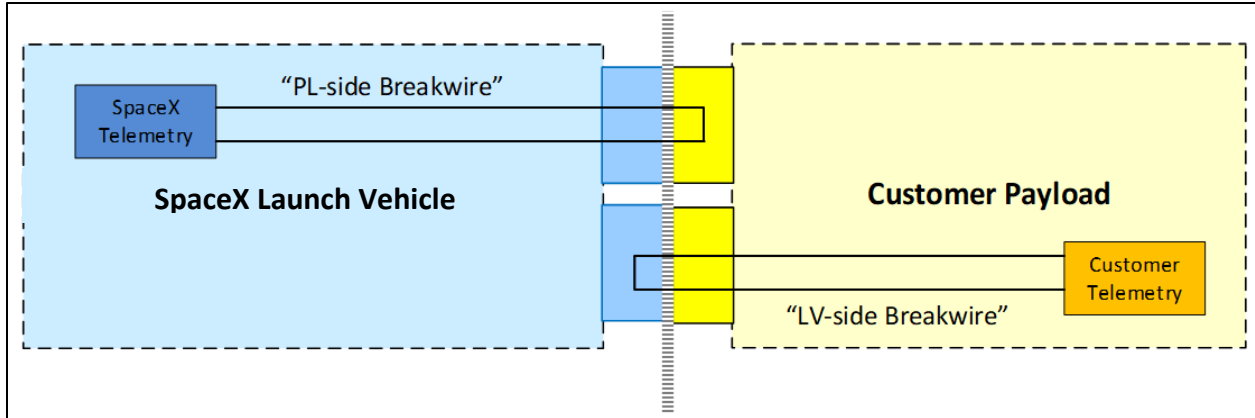 “PL-side Breakwire”
SpaceX
Telemetry
SpaceX Launch Vehicle
Customer Payload
Customer
Telemetry
“LV-side Breakwire”